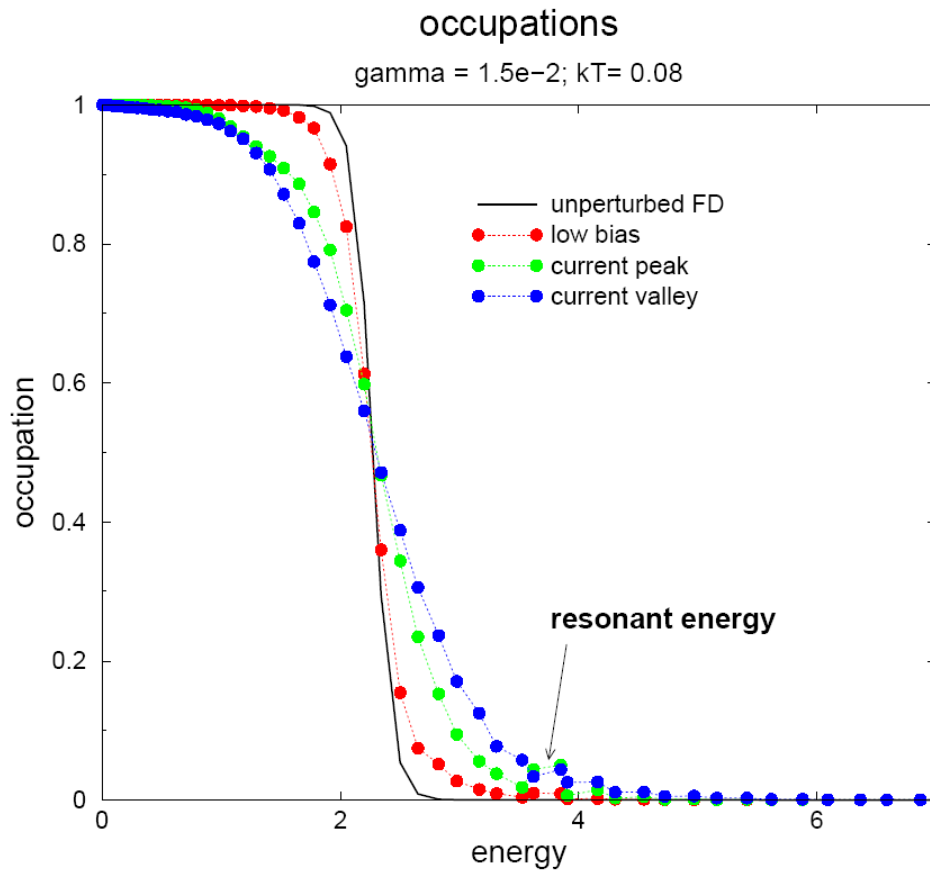 occupations
gamma = 1.5e−2; kT= 0.08
1
0.8
0.6
0.4
0.2
0
occupation
unperturbed FD
low bias
current peak
current valley
resonant energy
0
2
4
6
energy